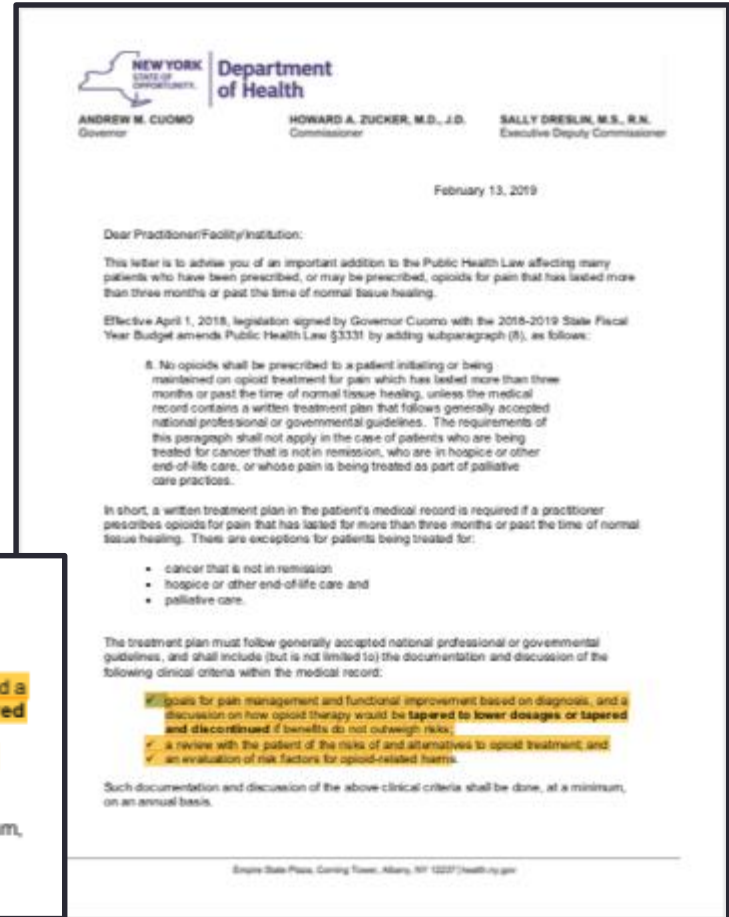 NEW YORK
STATE OF
OPPORTUNITY.
Department
of Health
ANDREW M. CUOMO
Governor
HOWARD A. ZUCKER, M.D., J.D.
Commissioner
SALLY DRESLIN, M.S., R.N.
Executive Deputy Commissioner
February 13, 2019
Dear Practitioner/Facility/Institution:
This letter is to advise you of an important addition to the Public Health Law affecting many
patients who have been prescribed, or may be prescribed, opioids for pain that has lasted more
than three months or past the time of normal tissue healing.
Effective April 1, 2018, legislation signed by Governor Cuomo with the 2018-2019 State Fiscal
Year Budget amends Public Health Law §3331 by adding subparagraph (8), as follows:
8. No opioids shall be prescribed to a patient initiating or being
maintained on opioid treatment for pain which has lasted more than three
months or past the time of normal tissue healing, unless the medical
record contains a written treatment plan that follows generally accepted
national professional or governmental guidelines. The requirements of
this paragraph shall not apply in the case of patients who are being
treated for cancer that is not in remission, who are in hospice or other
end-of-life care, or whose pain is being treated as part of palliative
care practices.
In short, a written treatment plan in the patient's medical record is required if a practitioner
prescribes opioids for pain that has lasted for more than three months or past the time of normal
tissue healing. There are exceptions for patients being treated for:
• cancer that is not in remission
• hospice or other end-of-life care and
• palliative care.
The treatment plan must follow generally accepted national professional or governmental
guidelines, and shall include (but is not limited to) the documentation and discussion of the
following clinical criteria within the medical record:
✓ goals for pain management and functional improvement based on diagnosis, and a
discussion on how opioid therapy would be tapered to lower dosages or tapered
and discontinued if benefits do not outweigh risks;
✓ a review with the patient of the risks of and alternatives to opioid treatment; and
✓ an evaluation of risk factors for opioid-related harms.
Such documentation and discussion of the above clinical criteria shall be done, at a minimum,
on an annual basis.
Empire State Plaza, Corning Tower, Albany, NY 12237 | health.ny.gov
d a
ed
um,